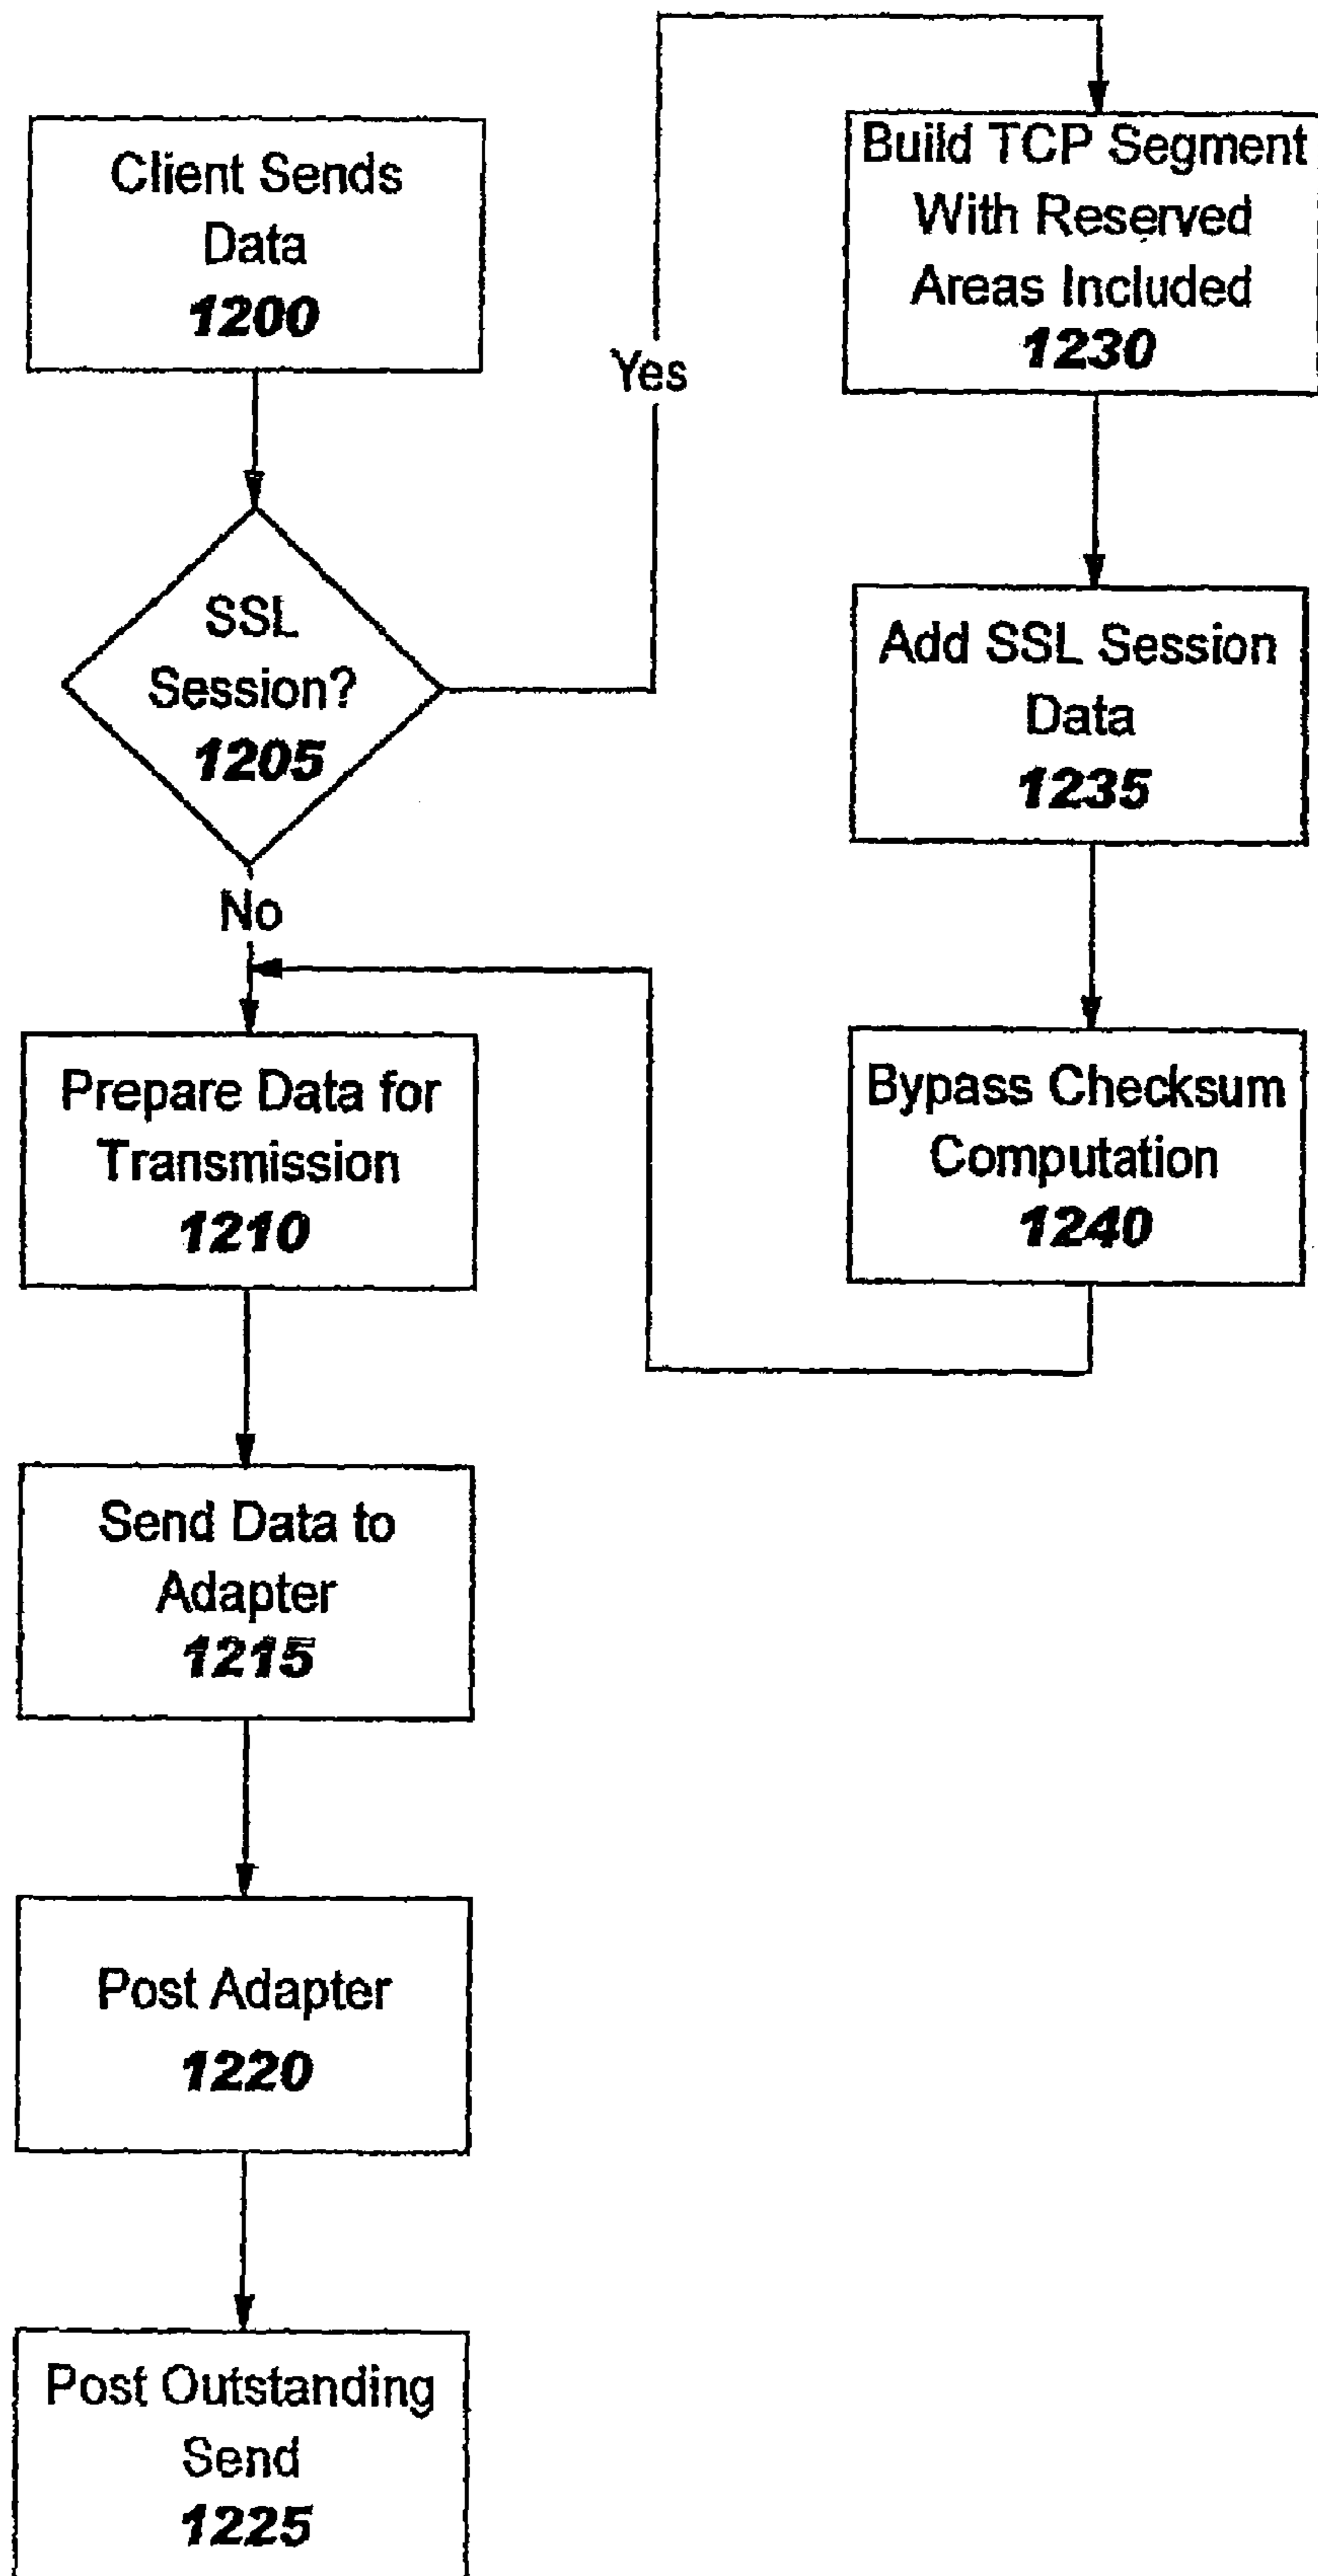 Client Sends
Data
1200
SSL
Session?
1205
Yes
No
Prepare Data for
Transmission
1210
Send Data to
Adapter
1215
Post Adapter
1220
Post Outstanding
Send
1225
Build TCP Segment
With Reserved
Areas Included
1230
Add SSL Session
Data
1235
Bypass Checksum
Computation
1240